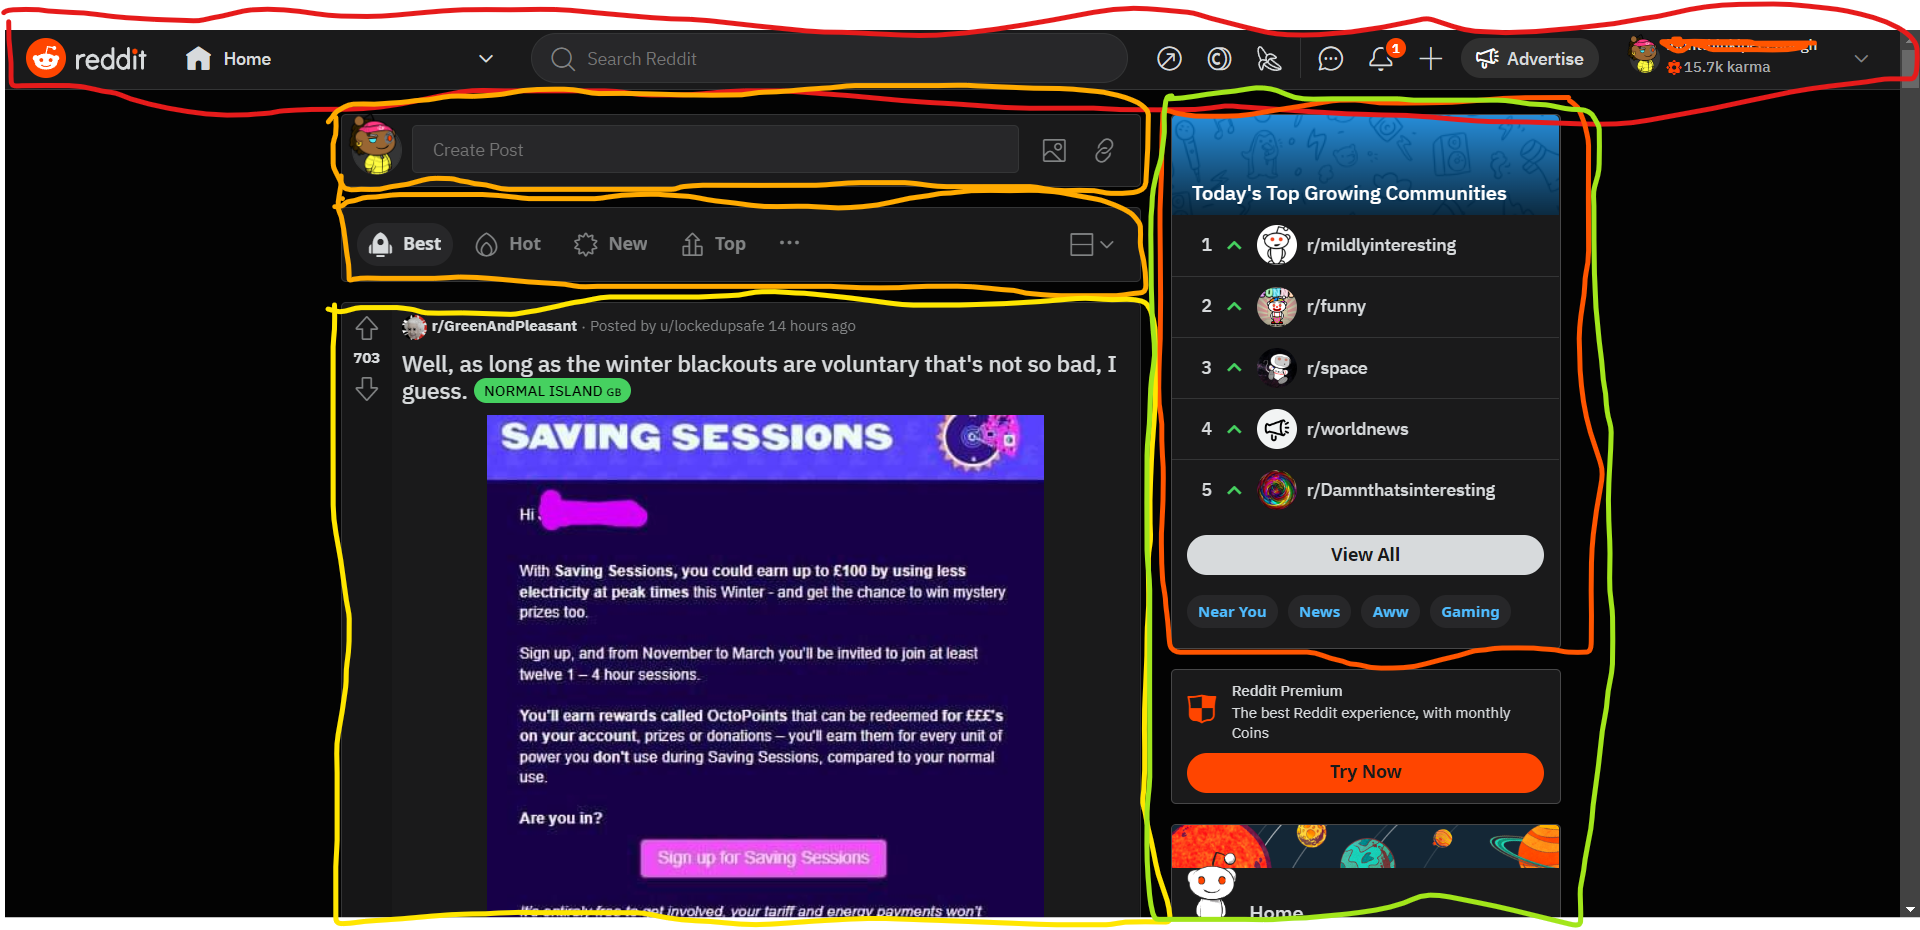 reddit
Home
Search Reddit
1
Advertise
15.7k karma
Create Post
Best
Hot
New
Top
r/GreenAndPleasant · Posted by u/lockedupsafe 14 hours ago
703
Well, as long as the winter blackouts are voluntary that's not so bad, I
guess. NORMAL ISLAND GB
SAVING SESSIONS
Hi
With Saving Sessions, you could earn up to £100 by using less
electricity at peak times this Winter - and get the chance to win mystery
prizes too.
Sign up, and from November to March you'll be invited to join at least
twelve 1 – 4 hour sessions.
You'll earn rewards called OctoPoints that can be redeemed for £££'s
on your account, prizes or donations – you'll earn them for every unit of
power you don't use during Saving Sessions, compared to your normal
use.
Are you in?
Sign up for Saving Sessions
It's entirely free to get involved, your tariff and energy payments won't
Today's Top Growing Communities
1 r/mildlyinteresting
2 r/funny
3 r/space
4 r/worldnews
5 r/Damnthatsinteresting
View All
Near You
News
Aww
Gaming
Reddit Premium
The best Reddit experience, with monthly
Coins
Try Now
Home